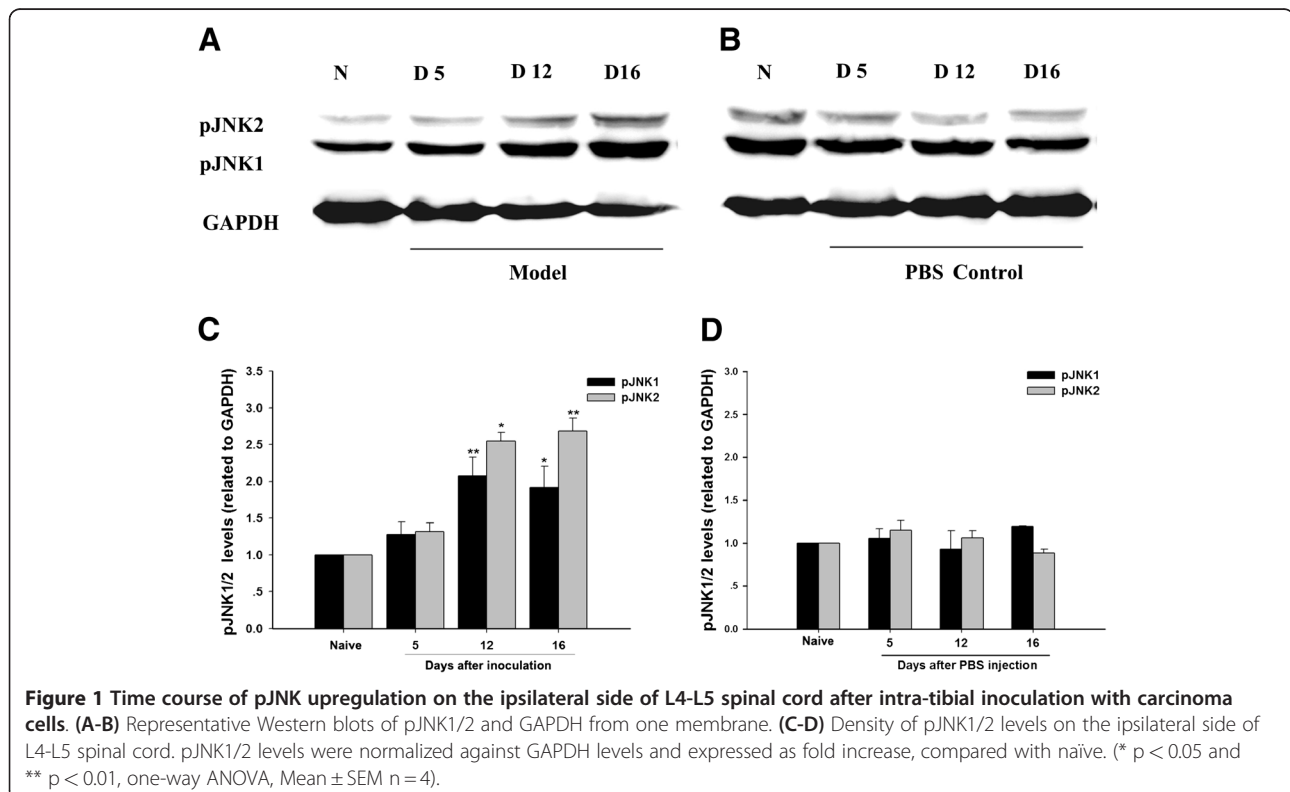 A
B
N D 5 D 12 D16
N D 5 D 12 D16
pJNK2
pJNK1
GAPDH
Model
PBS Control
C
D
pJNK1/2 levels (related to GAPDH)
3.5
3.0
2.5
2.0
1.5
1.0
.5
0.0
pJNK1
pJNK2
** * * **
Naive 5 12 16
Days after inoculation
pJNK1/2 levels (related to GAPDH)
3.0
2.5
2.0
1.5
1.0
.5
0.0
pJNK1
pJNK2
Naive 5 12 16
Days after PBS injection
Figure 1 Time course of pJNK upregulation on the ipsilateral side of L4-L5 spinal cord after intra-tibial inoculation with carcinoma
cells. (A-B) Representative Western blots of pJNK1/2 and GAPDH from one membrane. (C-D) Density of pJNK1/2 levels on the ipsilateral side of
L4-L5 spinal cord. pJNK1/2 levels were normalized against GAPDH levels and expressed as fold increase, compared with naïve. (* p < 0.05 and
** p < 0.01, one-way ANOVA, Mean ± SEM n = 4).